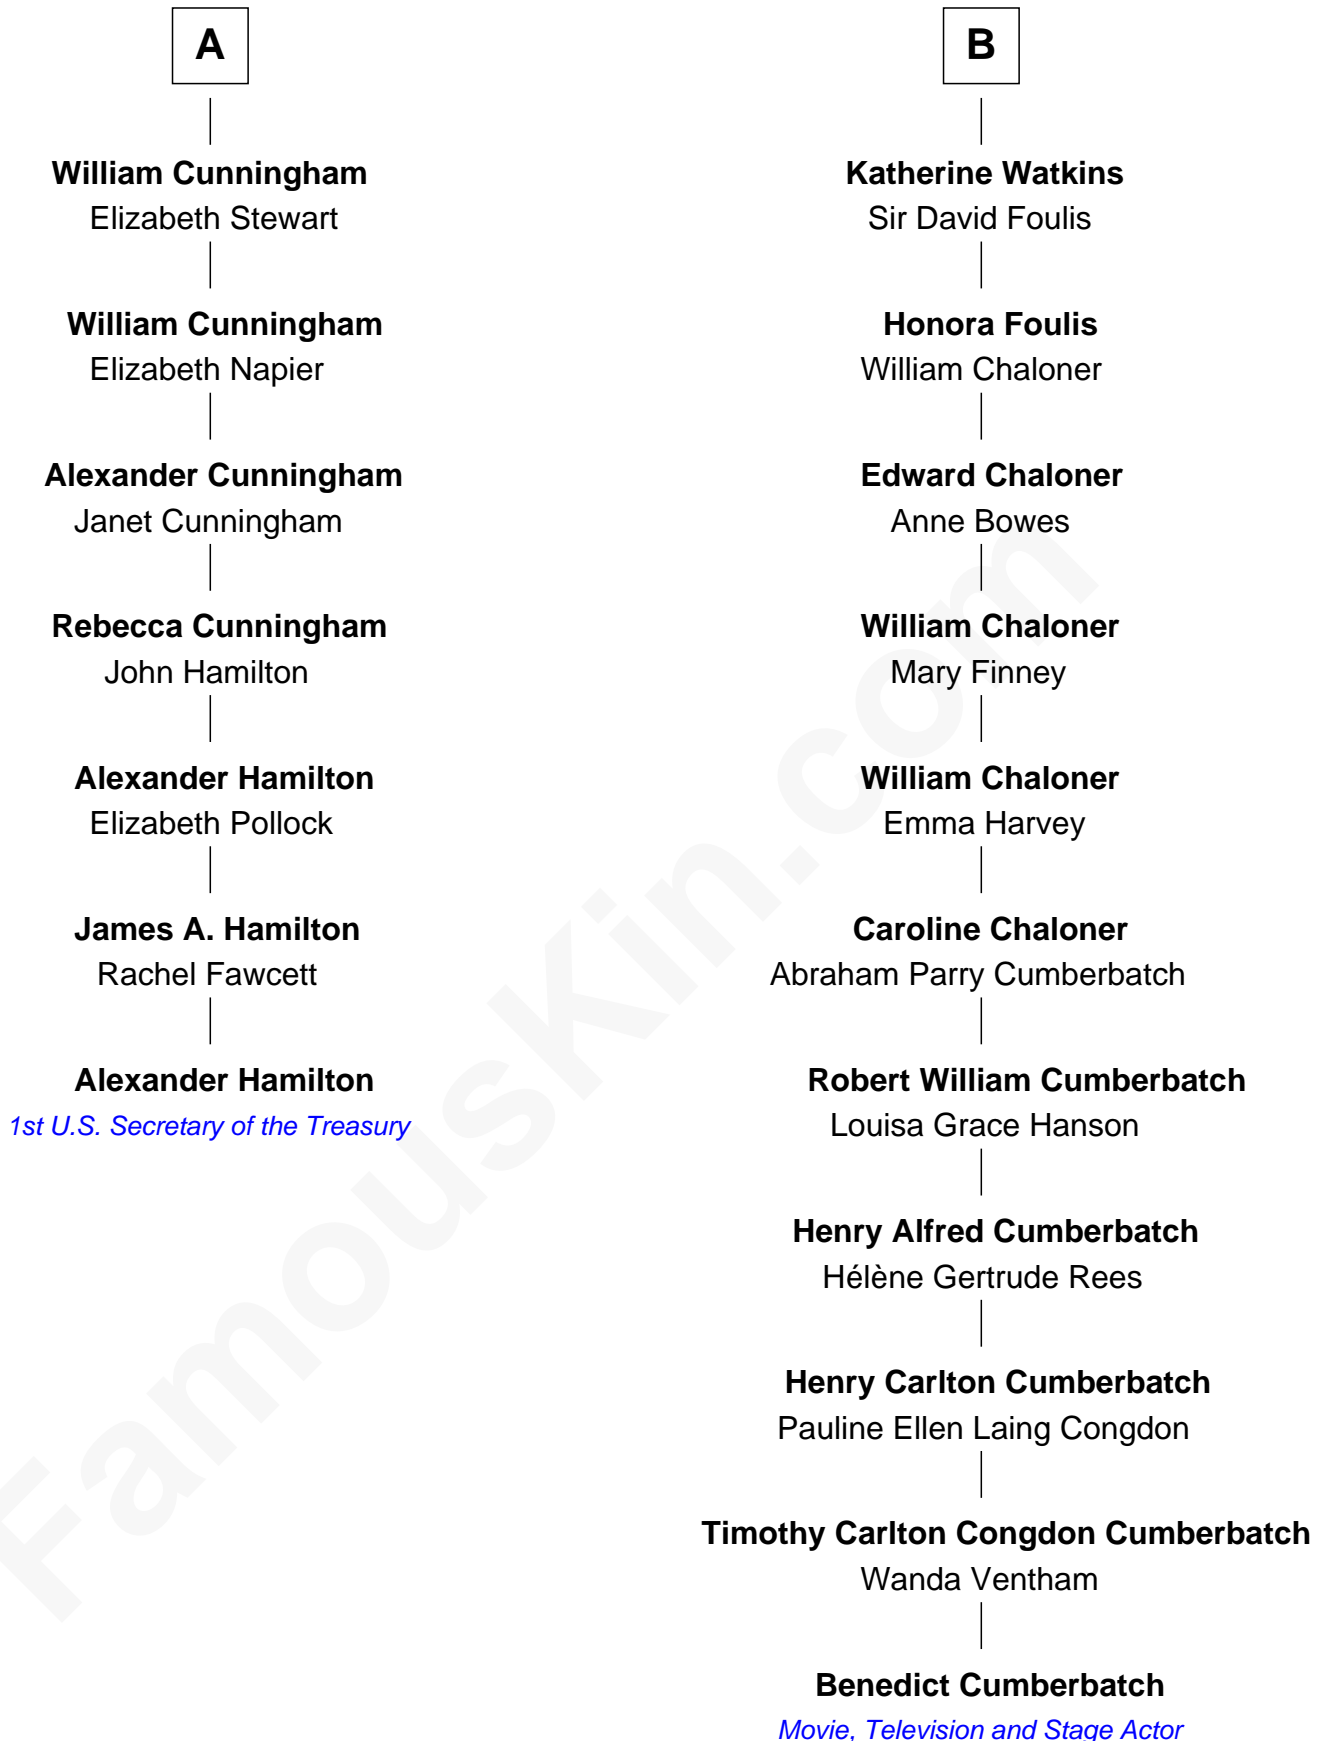 A
William Cunningham
Elizabeth Stewart
William Cunningham
Elizabeth Napier
Alexander Cunningham
Janet Cunningham
Rebecca Cunningham
John Hamilton
Alexander Hamilton
Elizabeth Pollock
James A. Hamilton
Rachel Fawcett
Alexander Hamilton
1st U.S. Secretary of the Treasury
B
Katherine Watkins
Sir David Foulis
Honora Foulis
William Chaloner
Edward Chaloner
Anne Bowes
William Chaloner
Mary Finney
William Chaloner
Emma Harvey
Caroline Chaloner
Abraham Parry Cumberbatch
Robert William Cumberbatch
Louisa Grace Hanson
Henry Alfred Cumberbatch
Hélène Gertrude Rees
Henry Carlton Cumberbatch
Pauline Ellen Laing Congdon
Timothy Carlton Congdon Cumberbatch
Wanda Ventham
Benedict Cumberbatch
Movie, Television and Stage Actor
FamousKin.com